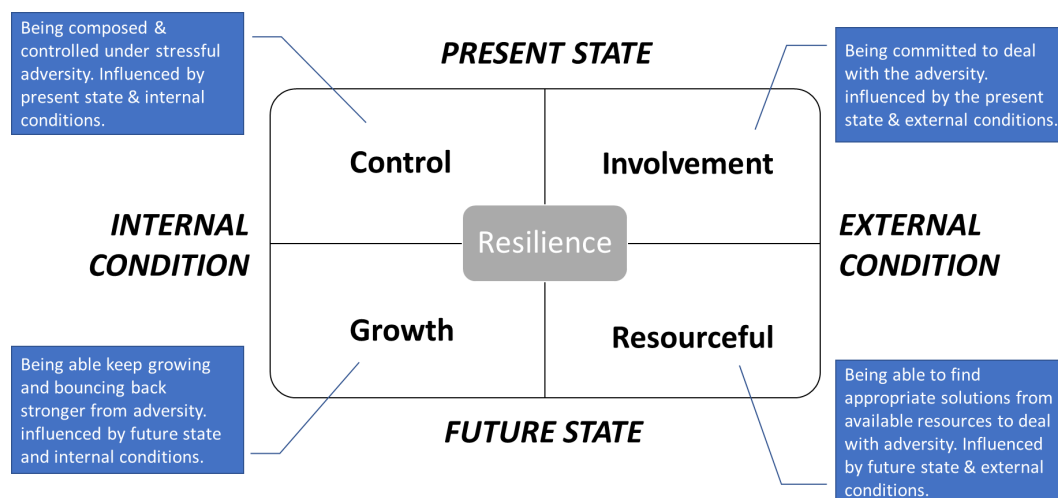 Being composed &
controlled under stressful
adversity. Influenced by
present state & internal
conditions.
PRESENT STATE
Being committed to deal
with the adversity.
influenced by the present
state & external conditions.
Control
Involvement
INTERNAL
CONDITION
Resilience
EXTERNAL
CONDITION
Growth
Resourceful
Being able keep growing
and bouncing back
stronger from adversity.
influenced by future state
and internal conditions.
FUTURE STATE
Being able to find
appropriate solutions from
available resources to deal
with adversity. Influenced
by future state & external
conditions.